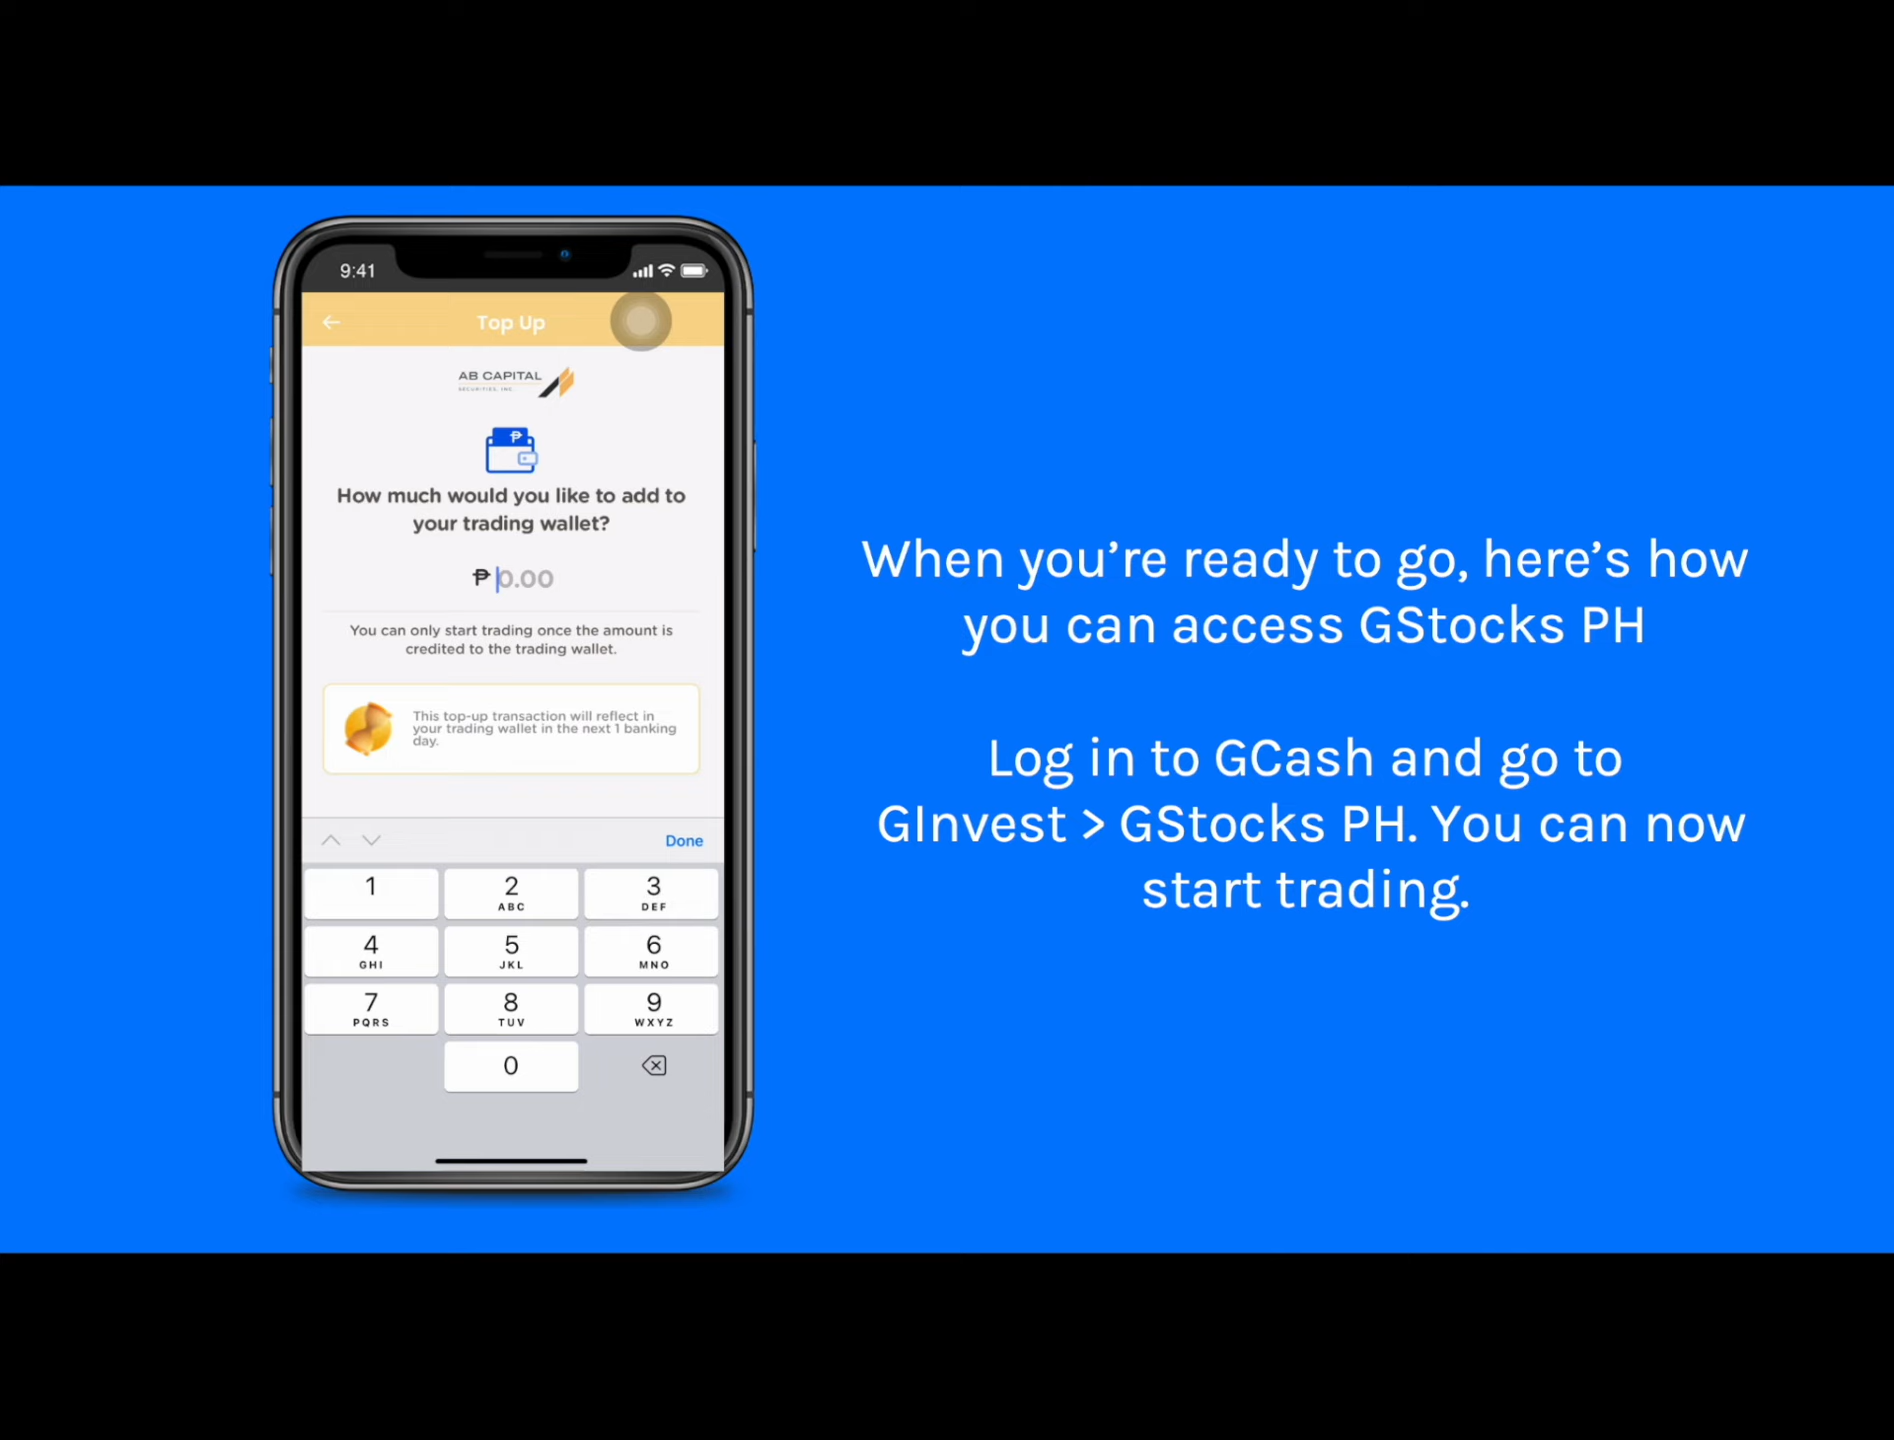 9:41
Top Up
AB CAPITAL
SECURITIES, INC.
₱
How much would you like to add to
your trading wallet?
₱ 0.00
You can only start trading once the amount is
credited to the trading wallet.
This top-up transaction will reflect in
your trading wallet in the next 1 banking
day.
Done
1
2
ABC
3
DEF
4
GHI
5
JKL
6
MNO
7
PQRS
8
TUV
9
WXYZ
0
When you’re ready to go, here’s how
you can access GStocks PH
Log in to GCash and go to
GInvest > GStocks PH. You can now
start trading.